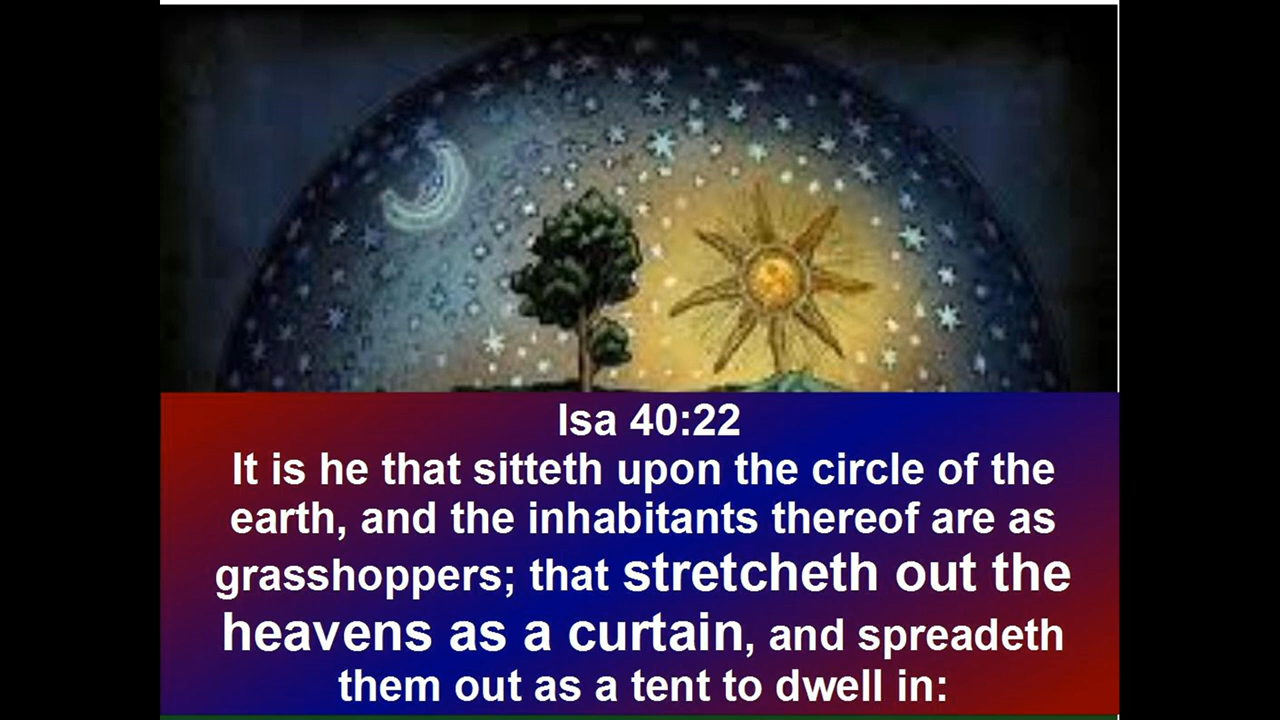 Isa 40:22
It is he that sitteth upon the circle of the
earth, and the inhabitants thereof are as
grasshoppers; that stretcheth out the
heavens as a curtain, and spreadeth
them out as a tent to dwell in: